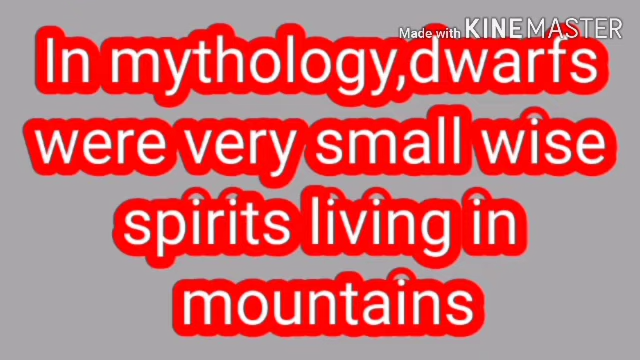 Made with KINEMASTER
In mythology,dwarfs
were very small wise
spirits living in
mountains